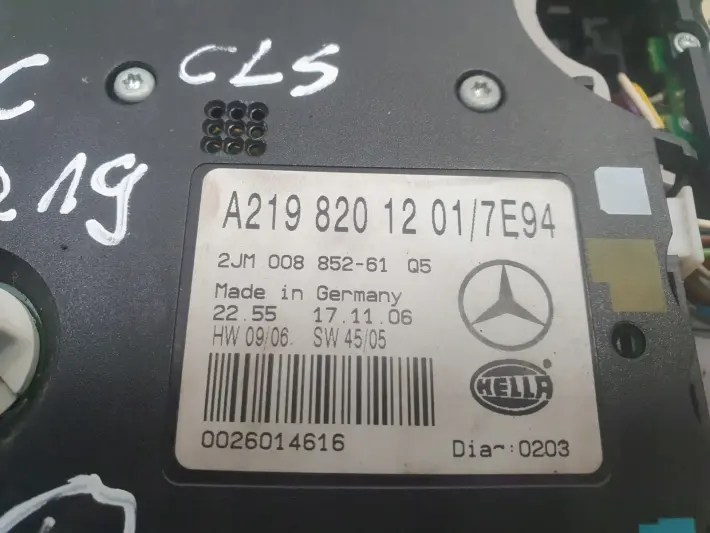 CLS
C
219
A219 820 12 01/7E94
2JM 008 852-61 Q5
Made in Germany
22.55 17.11.06
HW 09/06 SW 45/05
HELLA
0026014616
Diag:0203